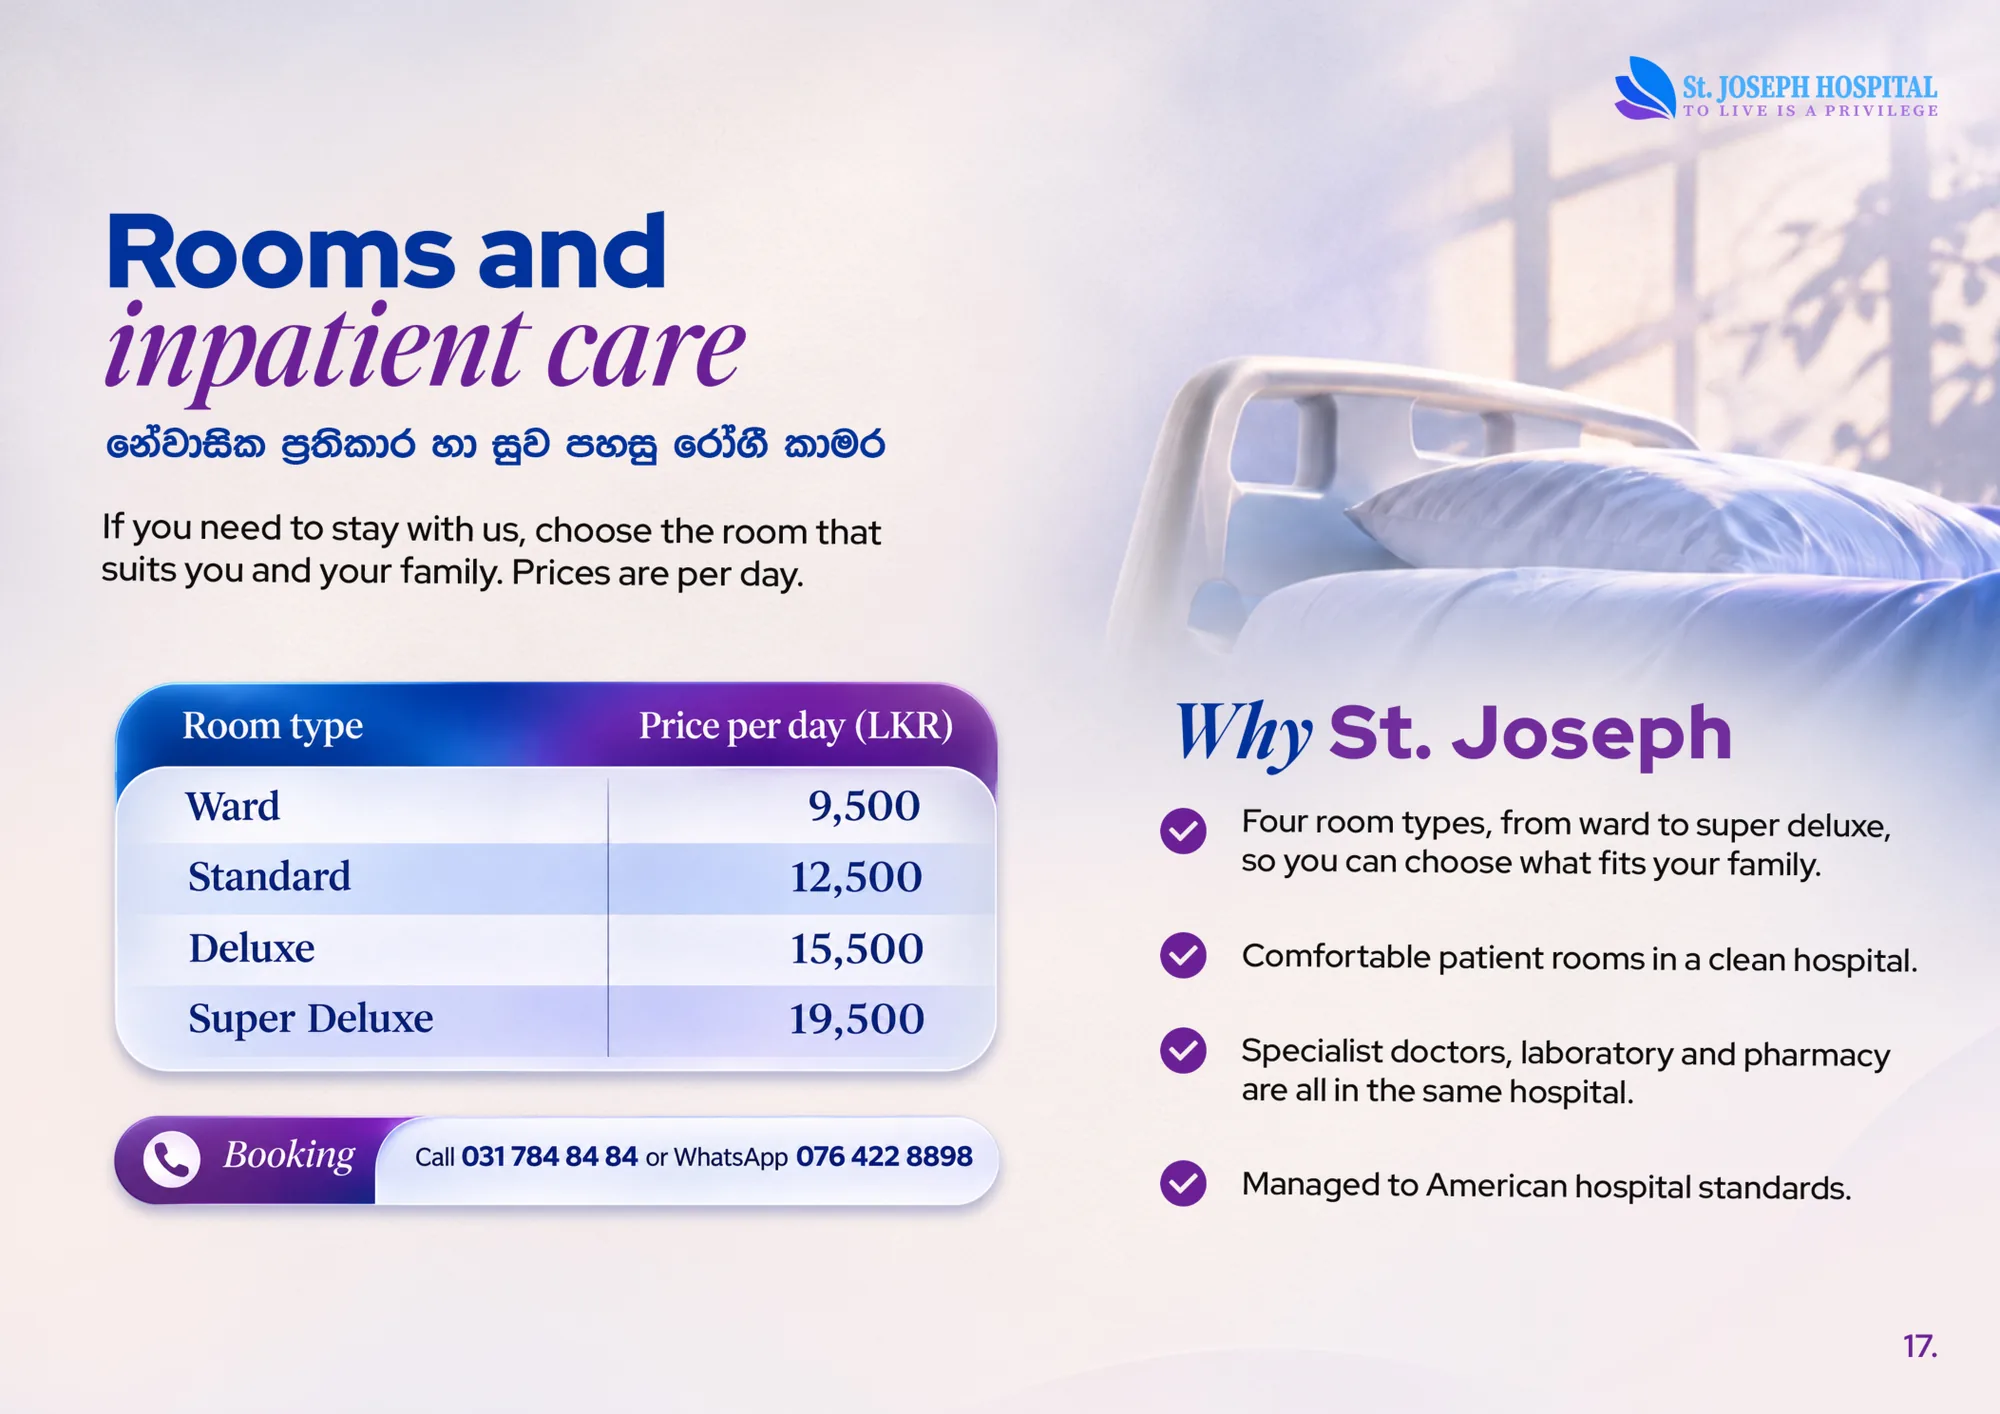 St. JOSEPH HOSPITAL
TO LIVE IS A PRIVILEGE
Rooms and
inpatient care
නේවාසික ප්‍රතිකාර හා සුව පහසු රෝගී කාමර
If you need to stay with us, choose the room that
suits you and your family. Prices are per day.
Room type Price per day (LKR)
Ward 9,500
Standard 12,500
Deluxe 15,500
Super Deluxe 19,500
Booking Call 031 784 84 84 or WhatsApp 076 422 8898
Why St. Joseph
Four room types, from ward to super deluxe,
so you can choose what fits your family.
Comfortable patient rooms in a clean hospital.
Specialist doctors, laboratory and pharmacy
are all in the same hospital.
Managed to American hospital standards.
17.